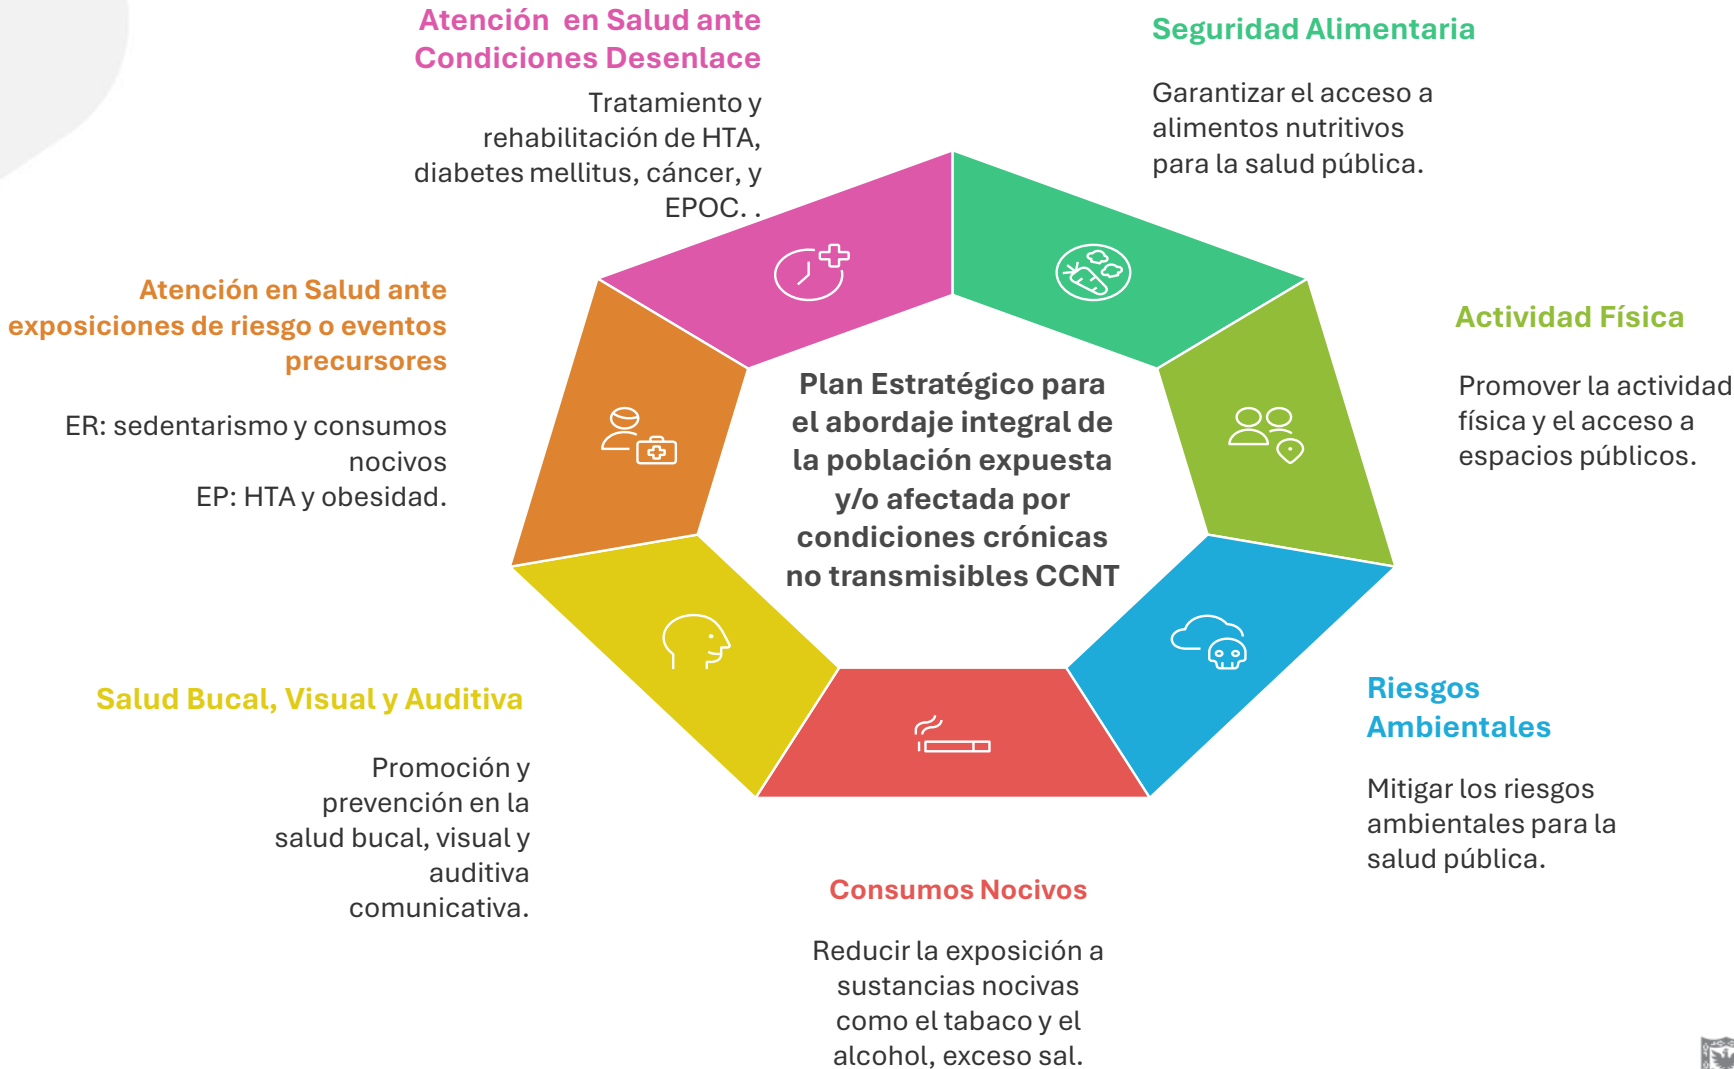 Atención en Salud ante
Condiciones Desenlace
Tratamiento y
rehabilitación de HTA,
diabetes mellitus, cáncer, y
EPOC. .
Seguridad Alimentaria
Garantizar el acceso a
alimentos nutritivos
para la salud pública.
Actividad Física
Promover la actividad
física y el acceso a
espacios públicos.
Riesgos
Ambientales
Mitigar los riesgos
ambientales para la
salud pública.
Consumos Nocivos
Reducir la exposición a
sustancias nocivas
como el tabaco y el
alcohol, exceso sal.
Salud Bucal, Visual y Auditiva
Promoción y
prevención en la
salud bucal, visual y
auditiva
comunicativa.
Atención en Salud ante
exposiciones de riesgo o eventos
precursores
ER: sedentarismo y consumos
nocivos
EP: HTA y obesidad.
Plan Estratégico para
el abordaje integral de
la población expuesta
y/o afectada por
condiciones crónicas
no transmisibles CCNT